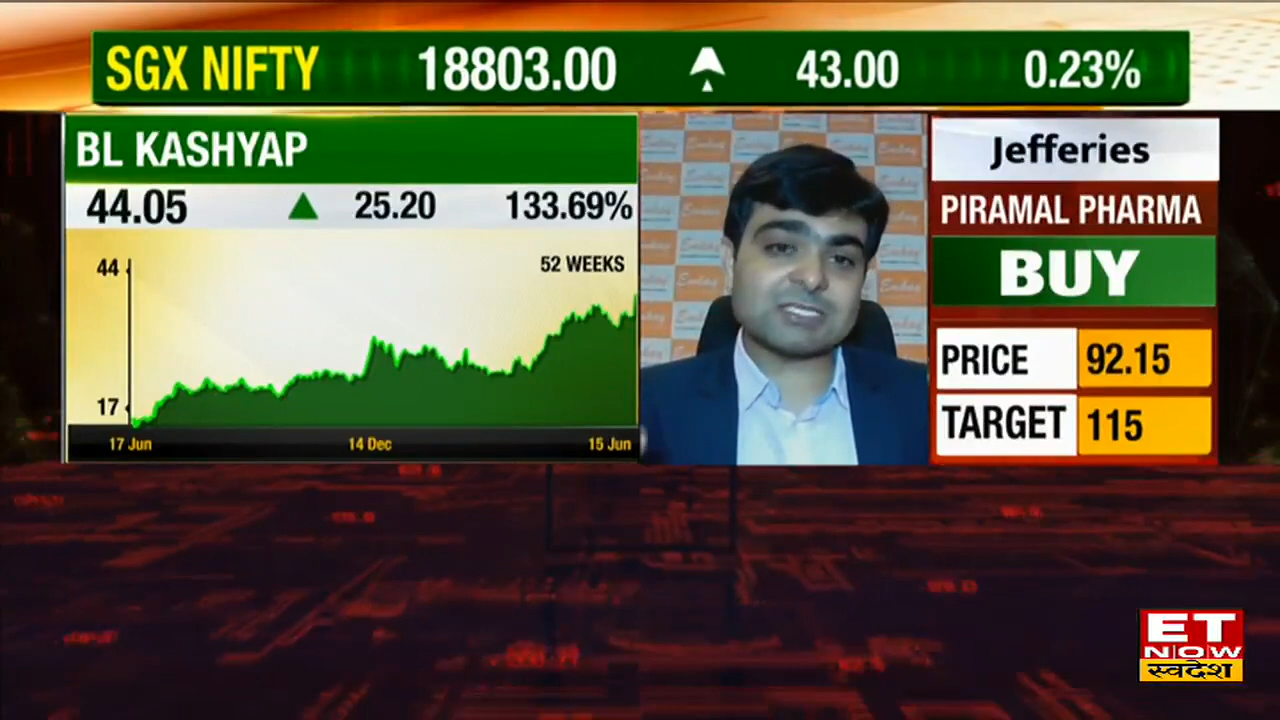 SGX NIFTY 18803.00 43.00 0.23%
BL KASHYAP
44.05 25.20 133.69%
52 WEEKS
44
17
17 Jun 14 Dec 15 Jun
Emkay
Jefferies
PIRAMAL PHARMA
BUY
PRICE 92.15
TARGET 115
ET
NOW
स्वदेश